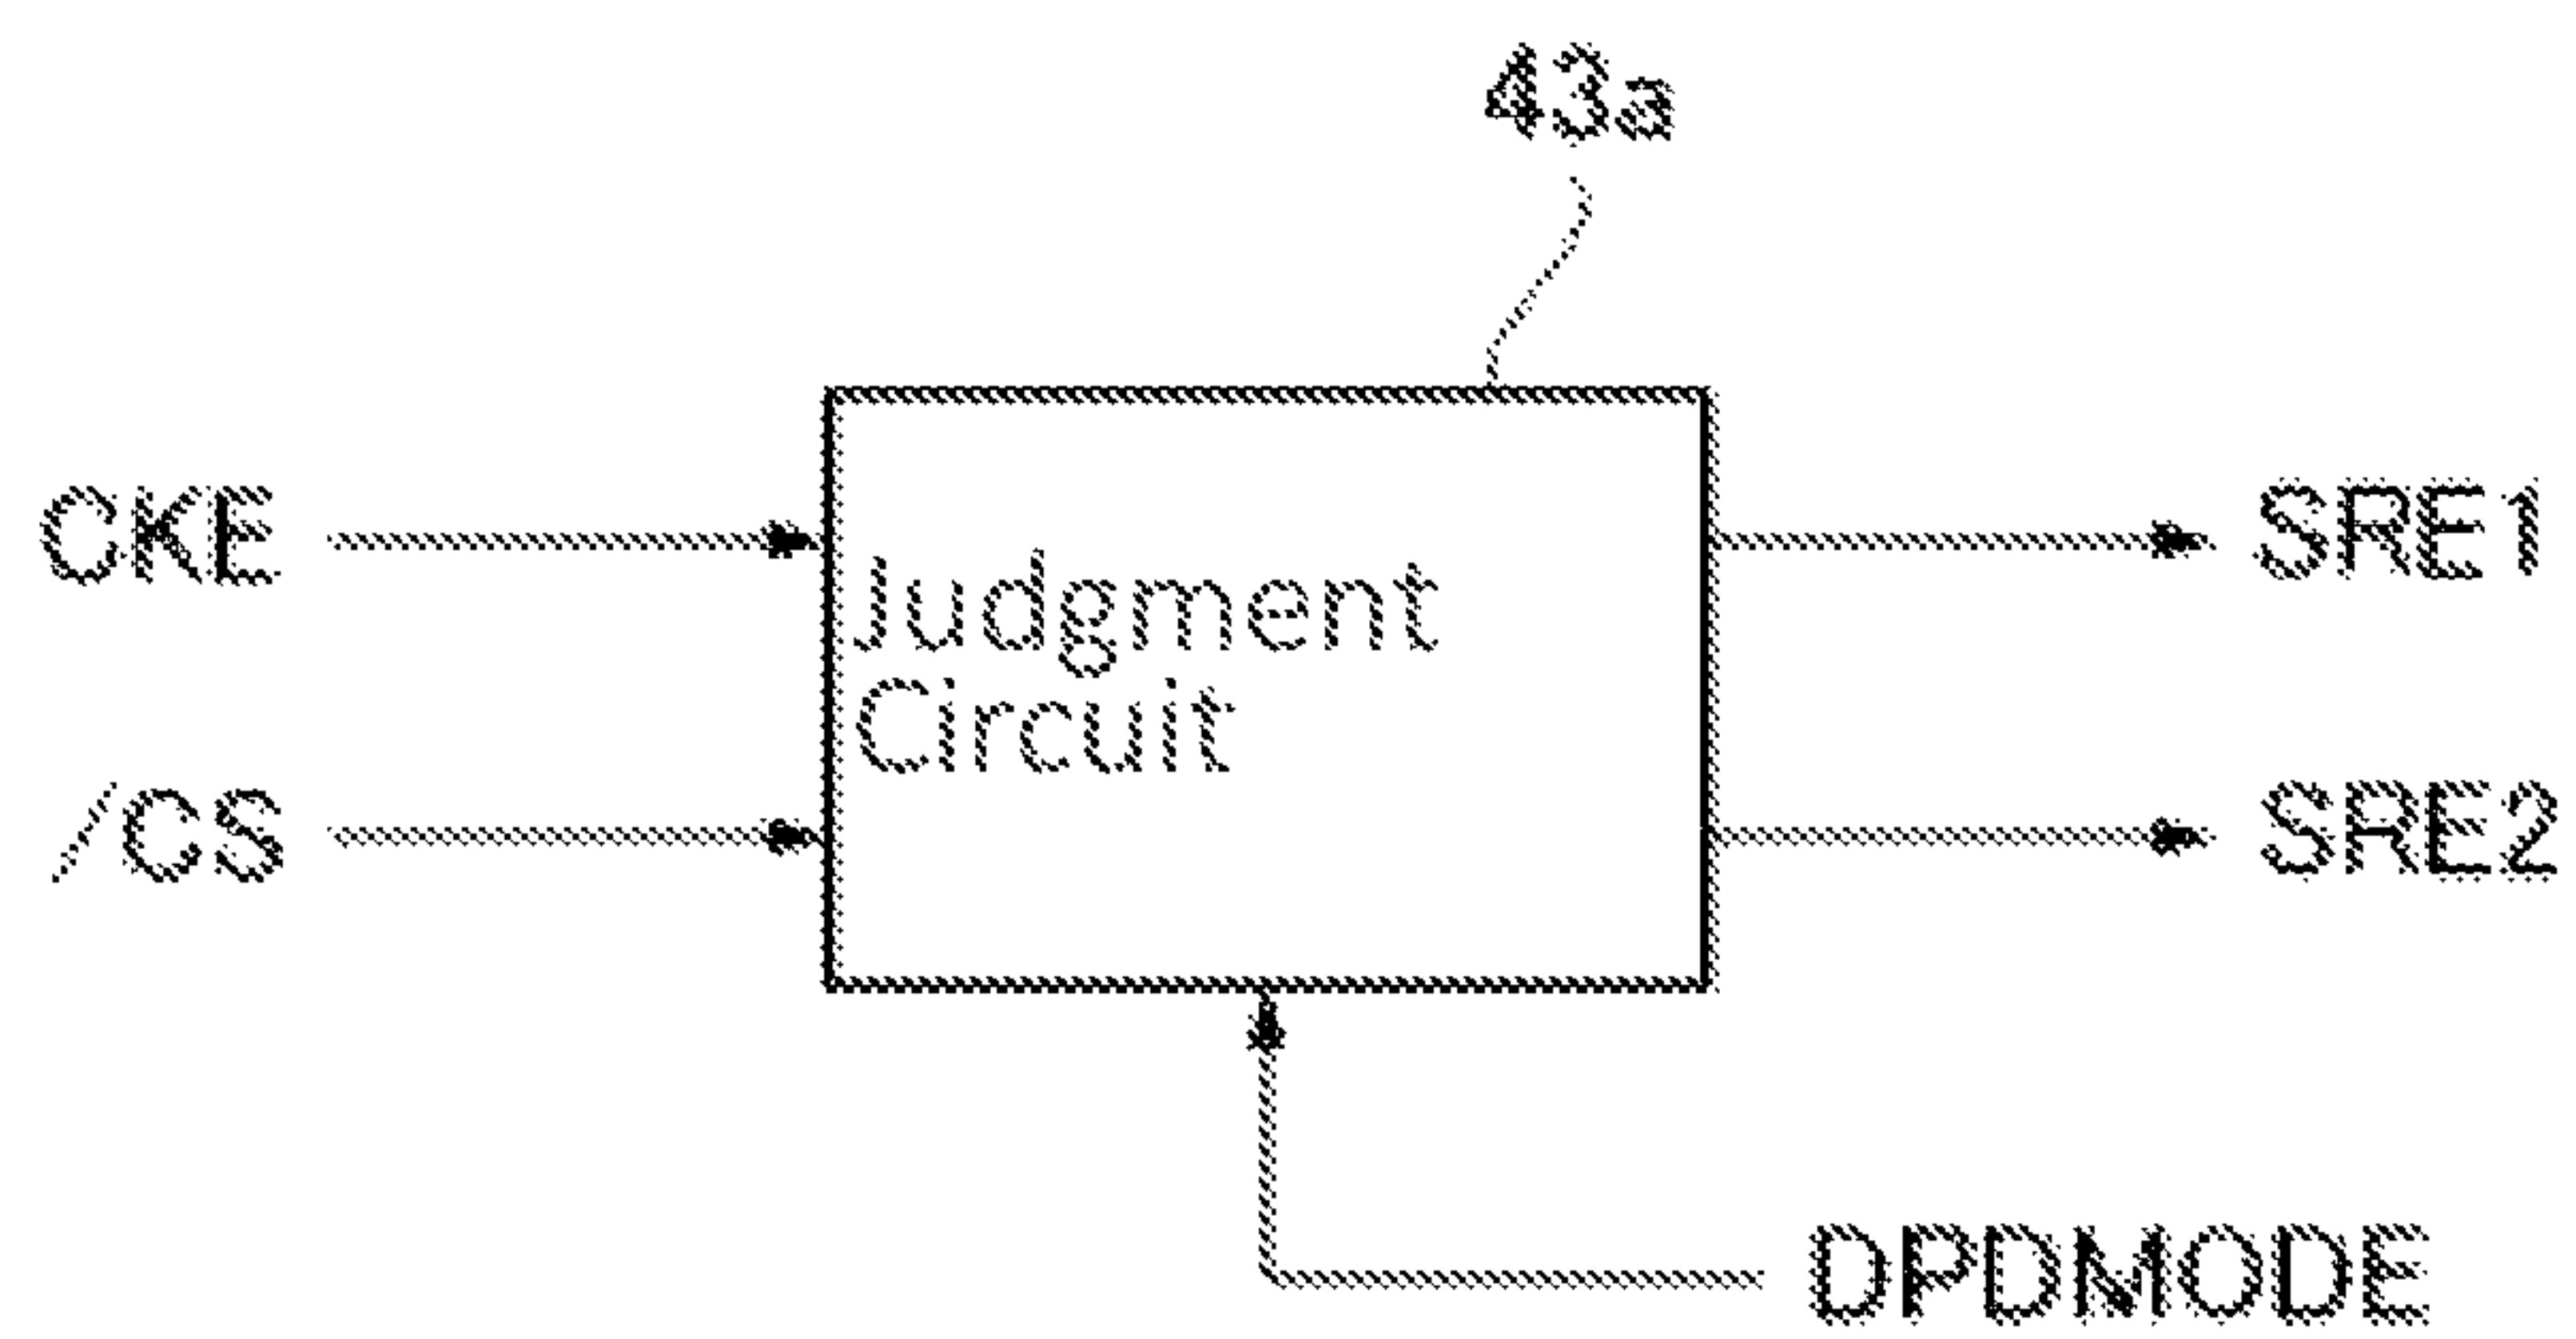 43a
CKE
Judgment
Circuit
/CS
SRE1
SRE2
DPDMODE